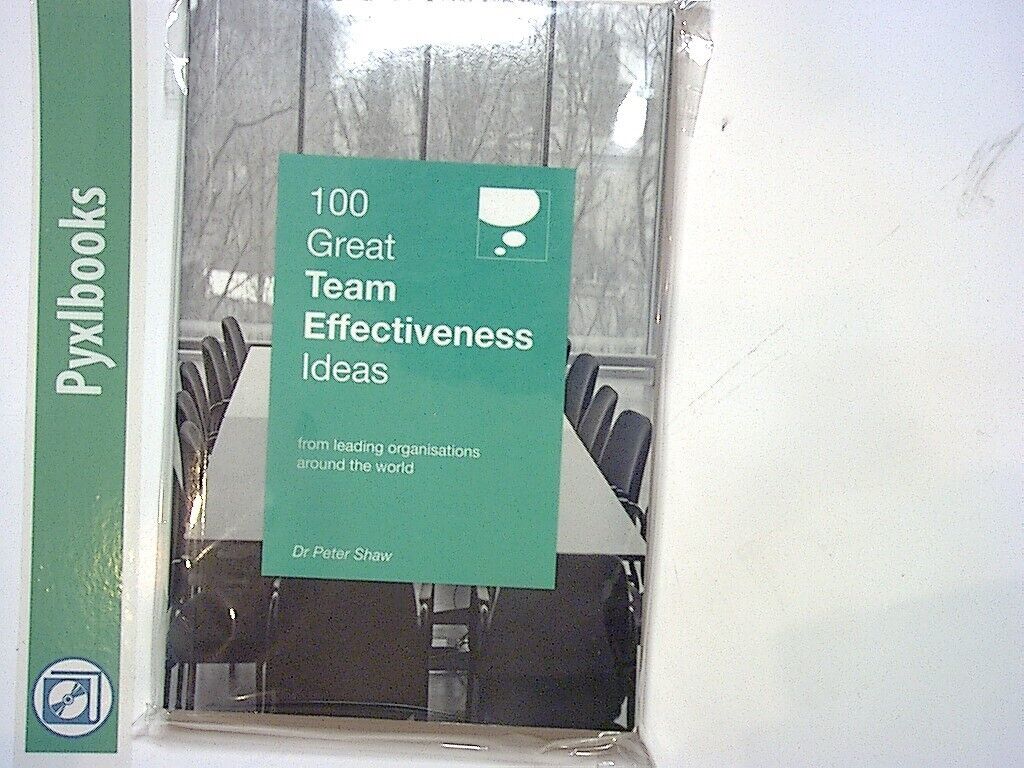 Pyxlbooks
100
Great
Team
Effectiveness
Ideas
from leading organisations
around the world
Dr Peter Shaw